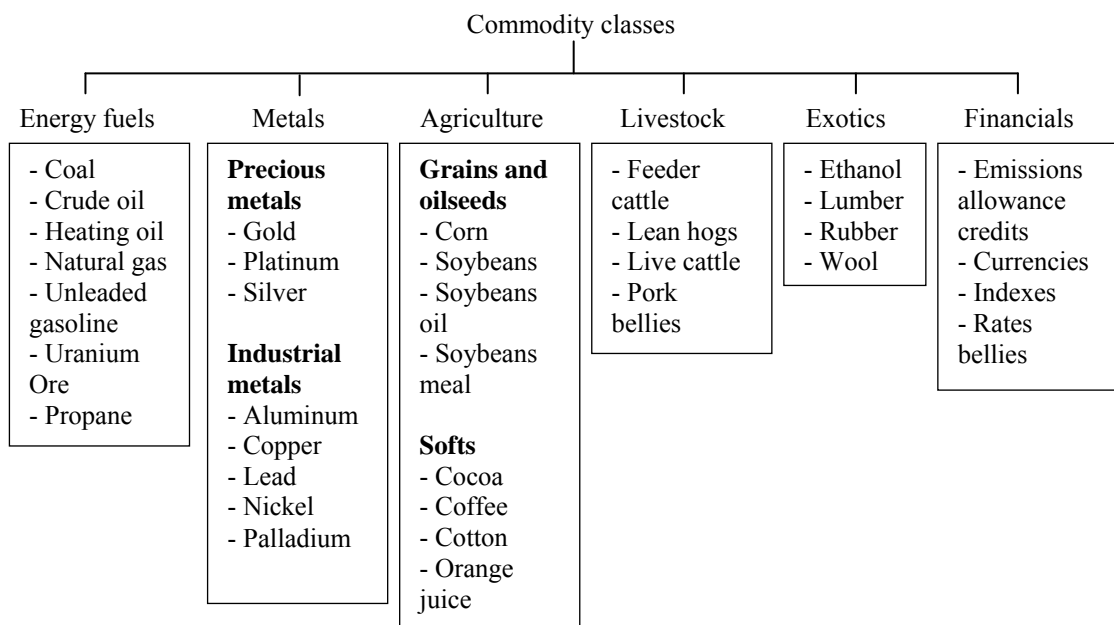 Commodity classes
Energy fuels
- Coal
- Crude oil
- Heating oil
- Natural gas
- Unleaded
gasoline
- Uranium
Ore
- Propane
Metals
Precious
metals
- Gold
- Platinum
- Silver
Industrial
metals
- Aluminum
- Copper
- Lead
- Nickel
- Palladium
Agriculture
Grains and
oilseeds
- Corn
- Soybeans
- Soybeans
oil
- Soybeans
meal
Softs
- Cocoa
- Coffee
- Cotton
- Orange
juice
Livestock
- Feeder
cattle
- Lean hogs
- Live cattle
- Pork
bellies
Exotics
- Ethanol
- Lumber
- Rubber
- Wool
Financials
- Emissions
allowance
credits
- Currencies
- Indexes
- Rates
bellies